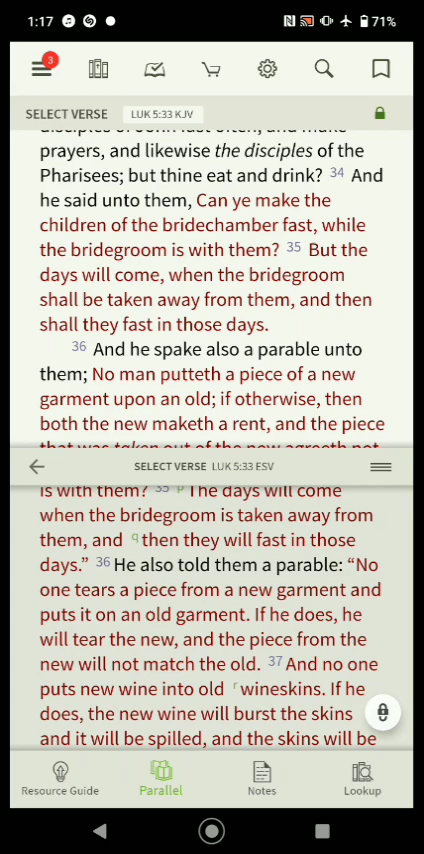 1:17
71%
3
SELECT VERSE LUK 5:33 KJV
prayers, and likewise the disciples of the
Pharisees; but thine eat and drink? 34 And
he said unto them, Can ye make the
children of the bridechamber fast, while
the bridegroom is with them? 35 But the
days will come, when the bridegroom
shall be taken away from them, and then
shall they fast in those days.
36 And he spake also a parable unto
them; No man putteth a piece of a new
garment upon an old; if otherwise, then
both the new maketh a rent, and the piece
that was taken out of the new agreeth not
SELECT VERSE LUK 5:33 ESV
is with them? 35 p The days will come
when the bridegroom is taken away from
them, and q then they will fast in those
days.” 36 He also told them a parable: “No
one tears a piece from a new garment and
puts it on an old garment. If he does, he
will tear the new, and the piece from the
new will not match the old. 37 And no one
puts new wine into old r wineskins. If he
does, the new wine will burst the skins
and it will be spilled, and the skins will be
Resource Guide
Parallel
Notes
Lookup